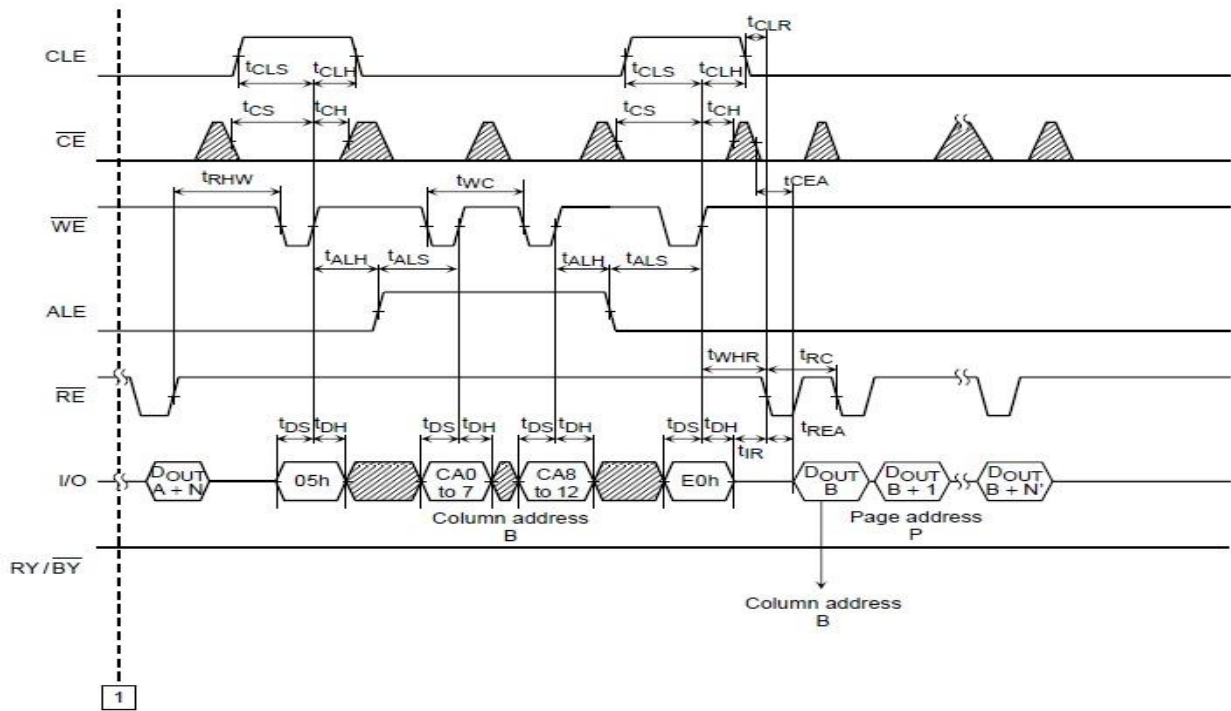 tCLR
CLE
tCLS tCLH tCLS tCLH
tCS tCH tCS tCH
CE
tCEA
tRHW tWC
WE
tALH tALS tALH tALS
ALE
tWHR tRC
RE
tDS tDH tDS tDH tDS tDH tDS tDH tREA
tIR
I/O
DOUT
A + N
05h
CA0
to 7
CA8
to 12
E0h
DOUT
B
DOUT
B + 1
DOUT
B + N'
Column address
B
Page address
P
RY/BY
Column address
B
1